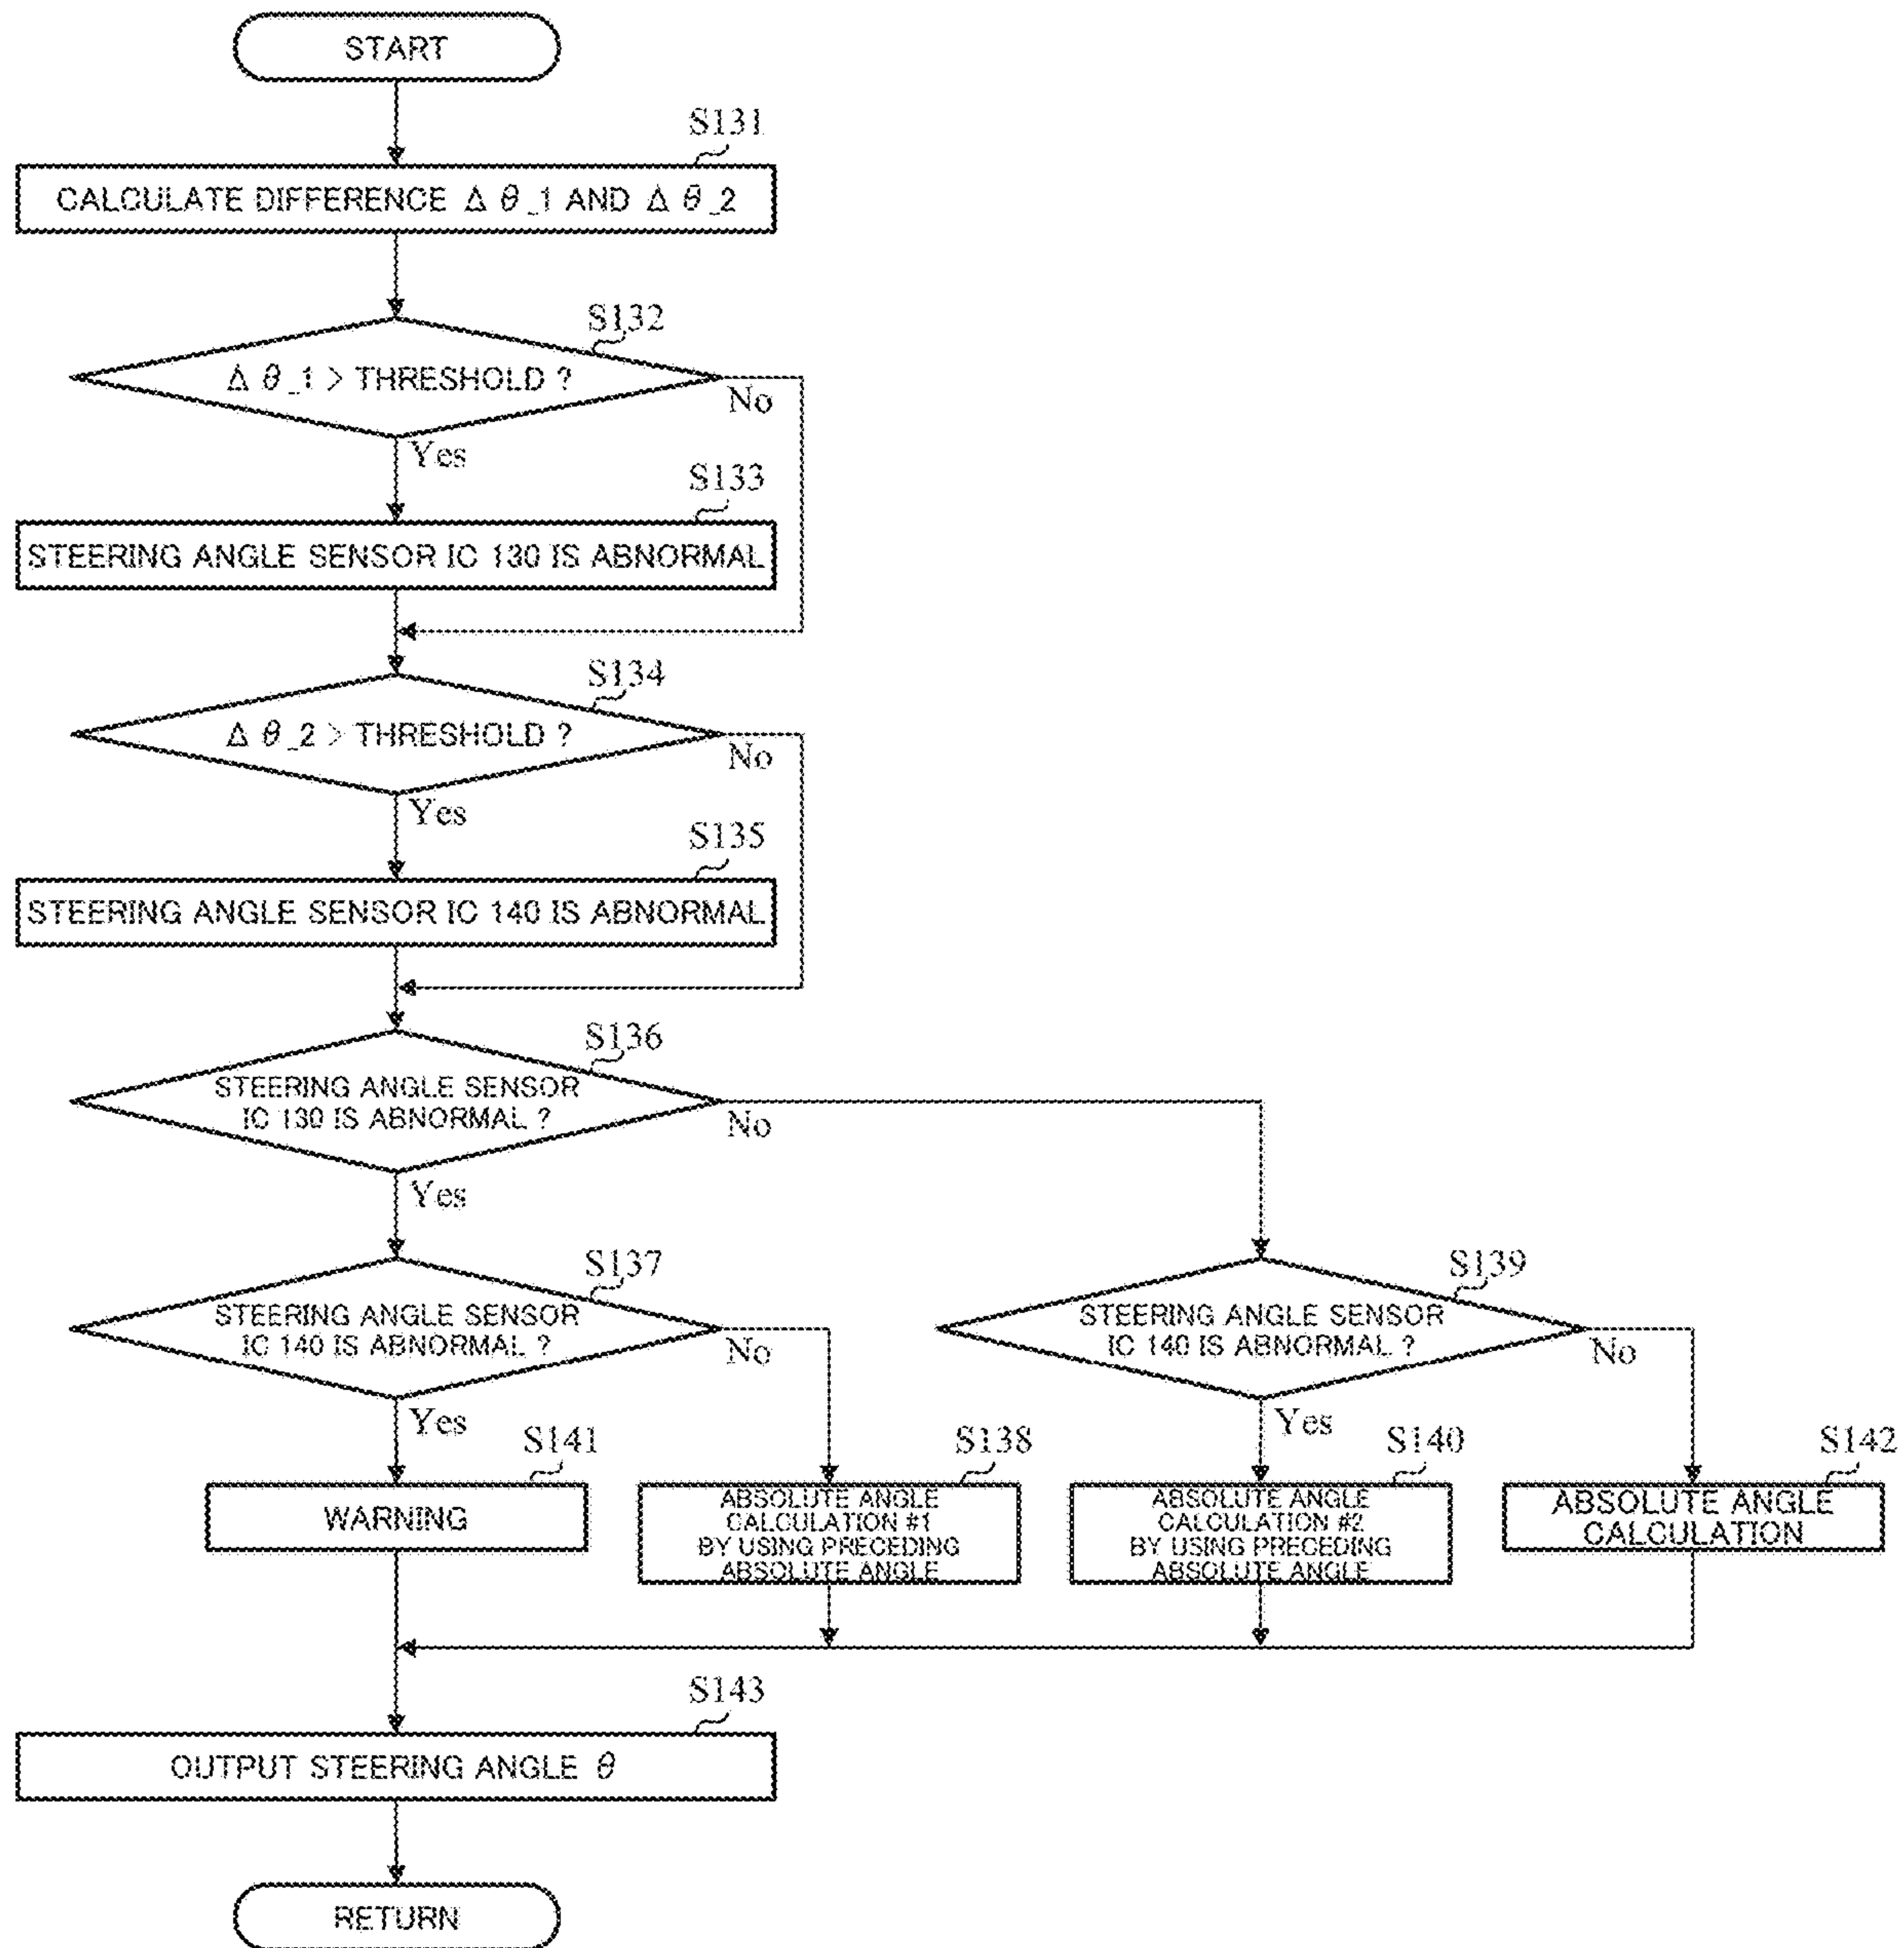 START
S131
CALCULATE DIFFERENCE Δ θ_1 AND Δ θ_2
S132
Δ θ_1 > THRESHOLD ?
No
Yes
S133
STEERING ANGLE SENSOR IC 130 IS ABNORMAL
S134
Δ θ_2 > THRESHOLD ?
No
Yes
S135
STEERING ANGLE SENSOR IC 140 IS ABNORMAL
S136
STEERING ANGLE SENSOR
IC 130 IS ABNORMAL ?
No
Yes
S137
STEERING ANGLE SENSOR
IC 140 IS ABNORMAL ?
No
Yes
S139
STEERING ANGLE SENSOR
IC 140 IS ABNORMAL ?
No
Yes
S141
WARNING
S138
ABSOLUTE ANGLE
CALCULATION #1
BY USING PRECEDING
ABSOLUTE ANGLE
S140
ABSOLUTE ANGLE
CALCULATION #2
BY USING PRECEDING
ABSOLUTE ANGLE
S142
ABSOLUTE ANGLE
CALCULATION
S143
OUTPUT STEERING ANGLE θ
RETURN